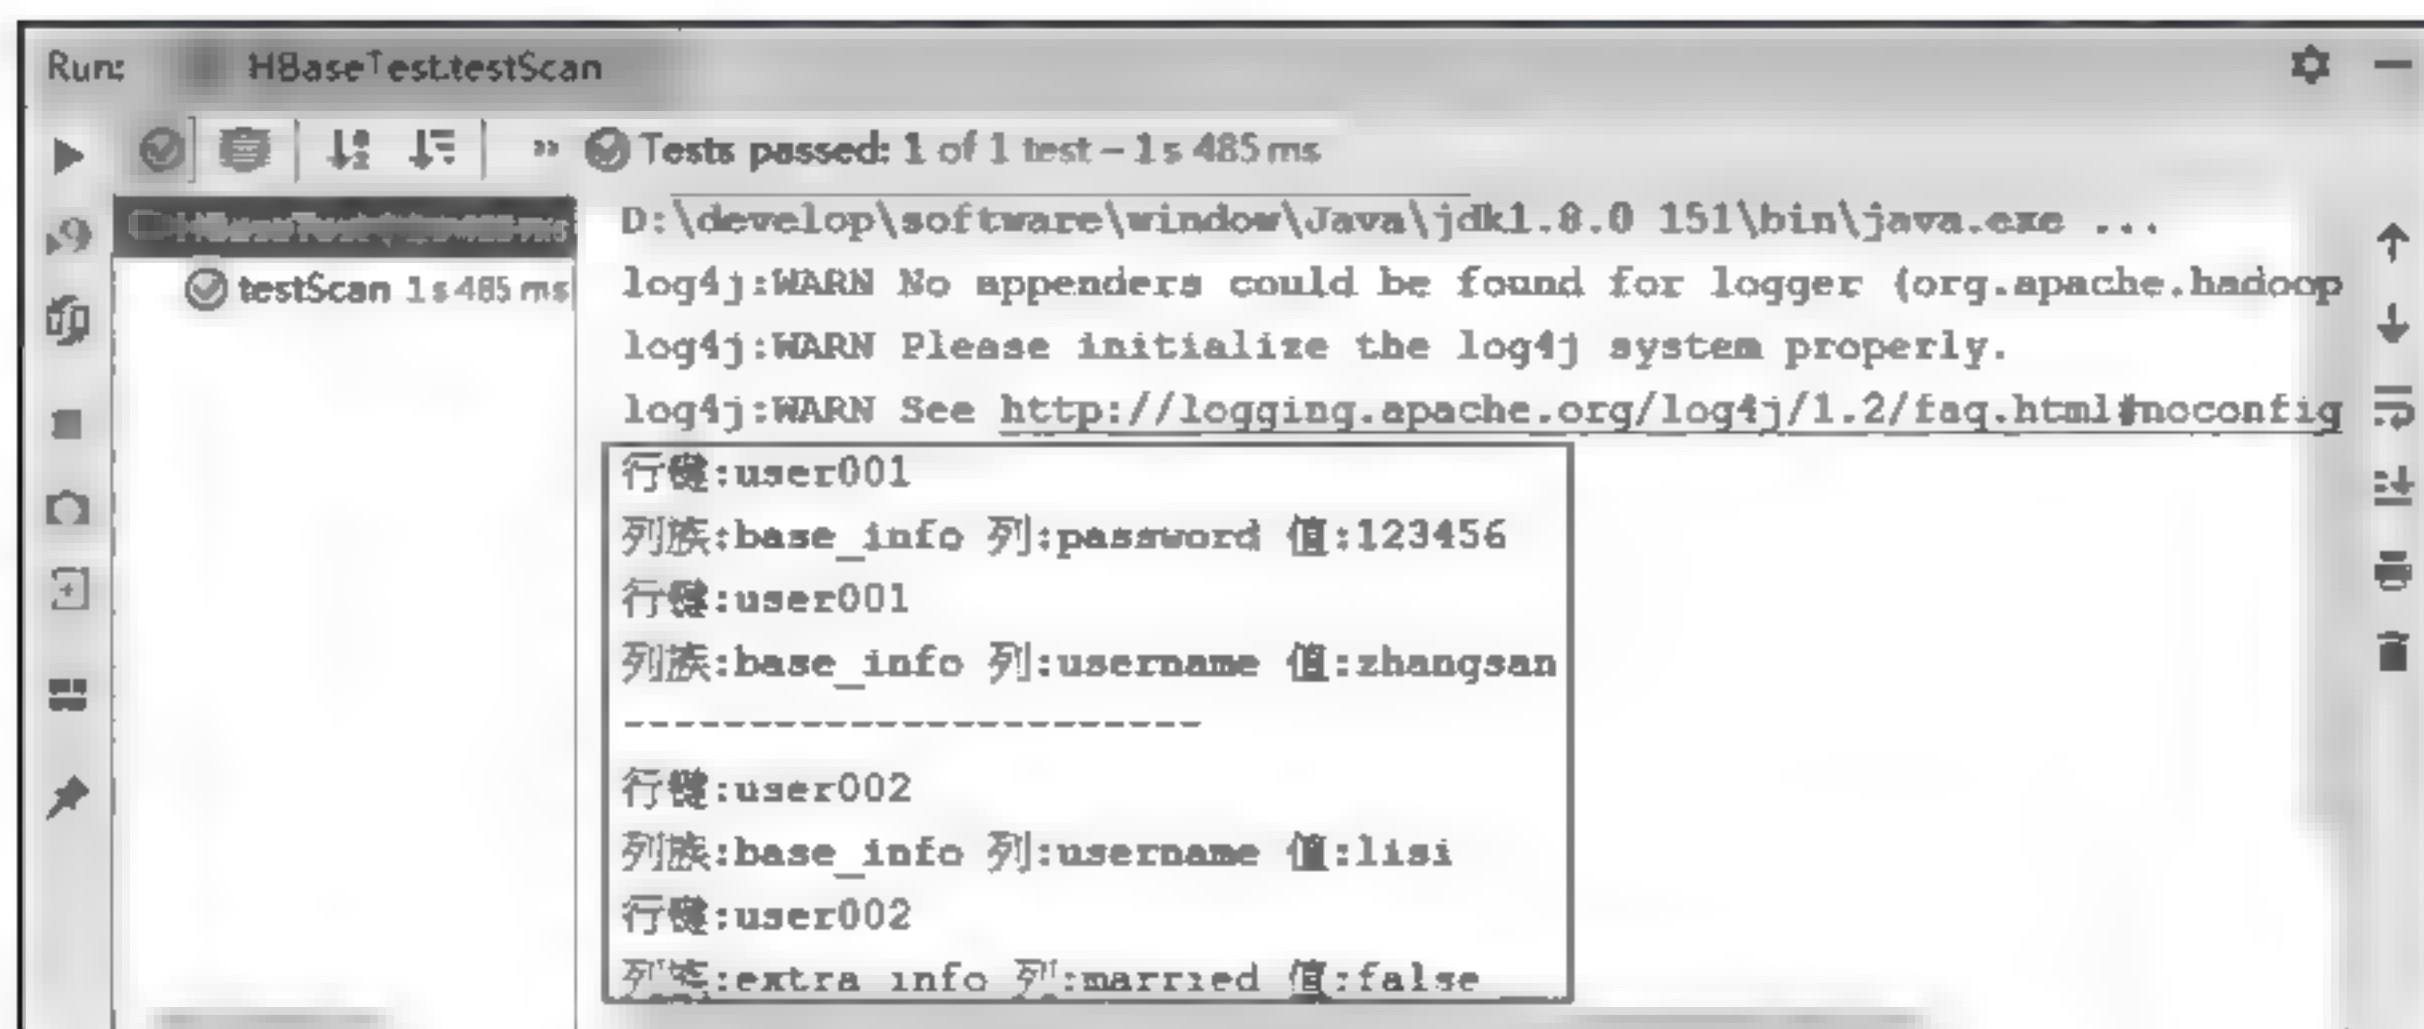 Run: HBaseTest.testScan
» Tests passed: 1 of 1 test – 1 s 485 ms
testScan 1 s 485 ms
D:\develop\software\window\Java\jdk1.8.0 151\bin\java.exe ...
log4j:WARN No appenders could be found for logger (org.apache.hadoop
log4j:WARN Please initialize the log4j system properly.
log4j:WARN See http://logging.apache.org/log4j/1.2/faq.html#noconfig
行键:user001
列族:base_info 列:password 值:123456
行键:user001
列族:base_info 列:username 值:zhangsan
-----------------------
行键:user002
列族:base_info 列:username 值:lisi
行键:user002
列族:extra info 列:married 值:false